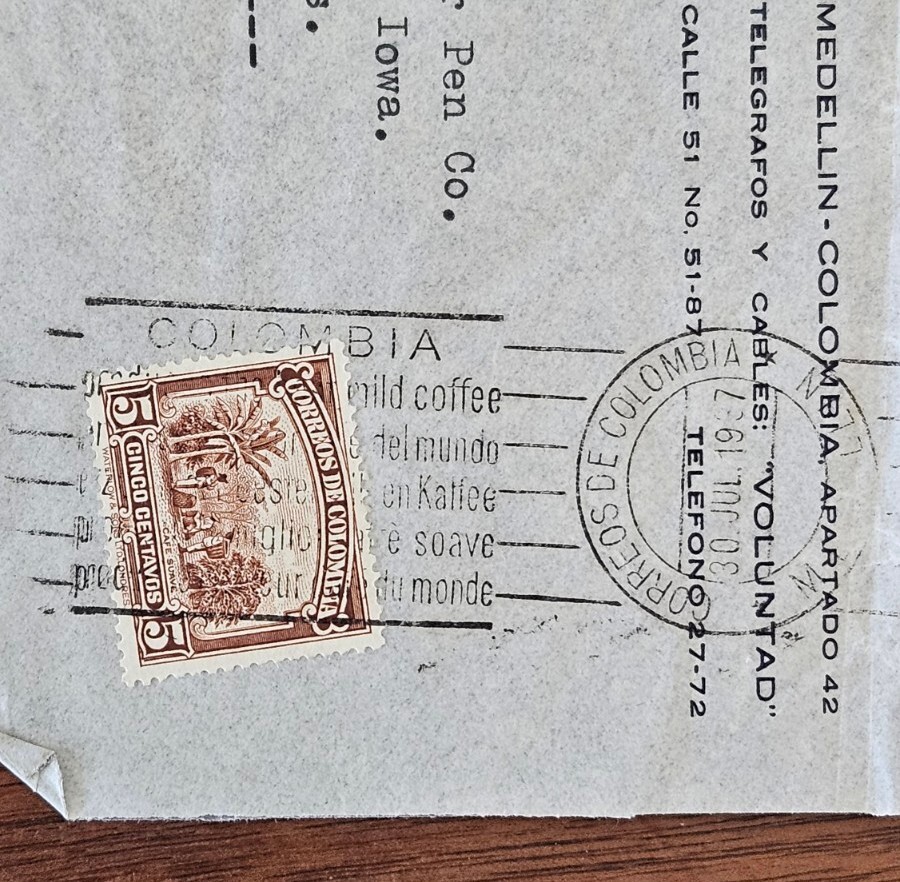 MEDELLIN - COLOMBIA, APARTADO 42
TELEGRAFOS Y CABLES: "VOLUNTAD"
CALLE 51 No. 51-87 TELEFONO 27-72
Pen Co.
Iowa.
s.
----
COLOMBIA
mild coffee
del mundo
en Kaffee
soave
du monde
CORREOS DE COLOMBIA
30 JUL 1937
CORREOS DE COLOMBIA
5 CINCO CENTAVOS 5